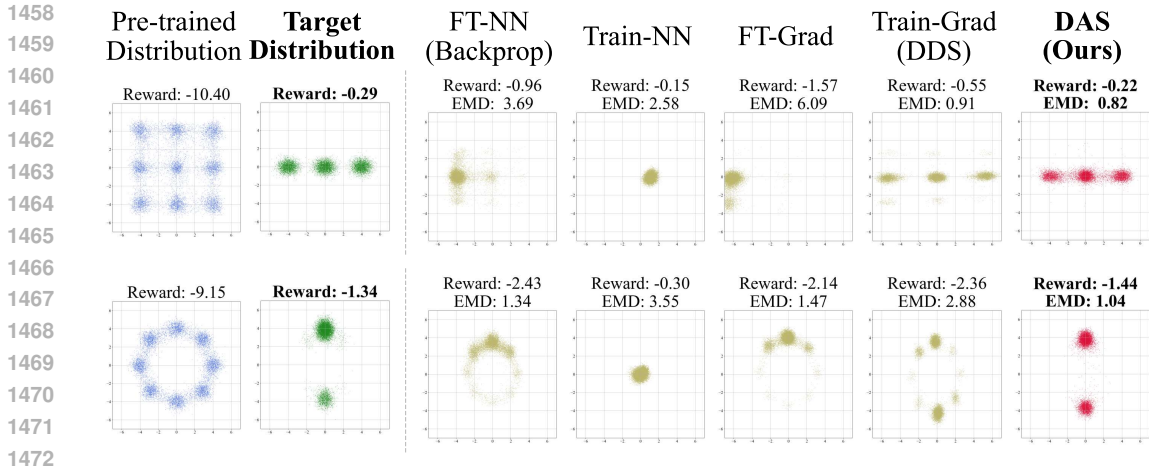 1458
1459
1460
1461
1462
1463
1464
1465
1466
1467
1468
1469
1470
1471
1472
Pre-trained Distribution
Target Distribution
FT-NN (Backprop)
Train-NN
FT-Grad
Train-Grad (DDS)
DAS (Ours)
Reward: -10.40
Reward: -0.29
Reward: -0.96
EMD: 3.69
Reward: -0.15
EMD: 2.58
Reward: -1.57
EMD: 6.09
Reward: -0.55
EMD: 0.91
Reward: -0.22
EMD: 0.82
Reward: -9.15
Reward: -1.34
Reward: -2.43
EMD: 1.34
Reward: -0.30
EMD: 3.55
Reward: -2.14
EMD: 1.47
Reward: -2.36
EMD: 2.88
Reward: -1.44
EMD: 1.04